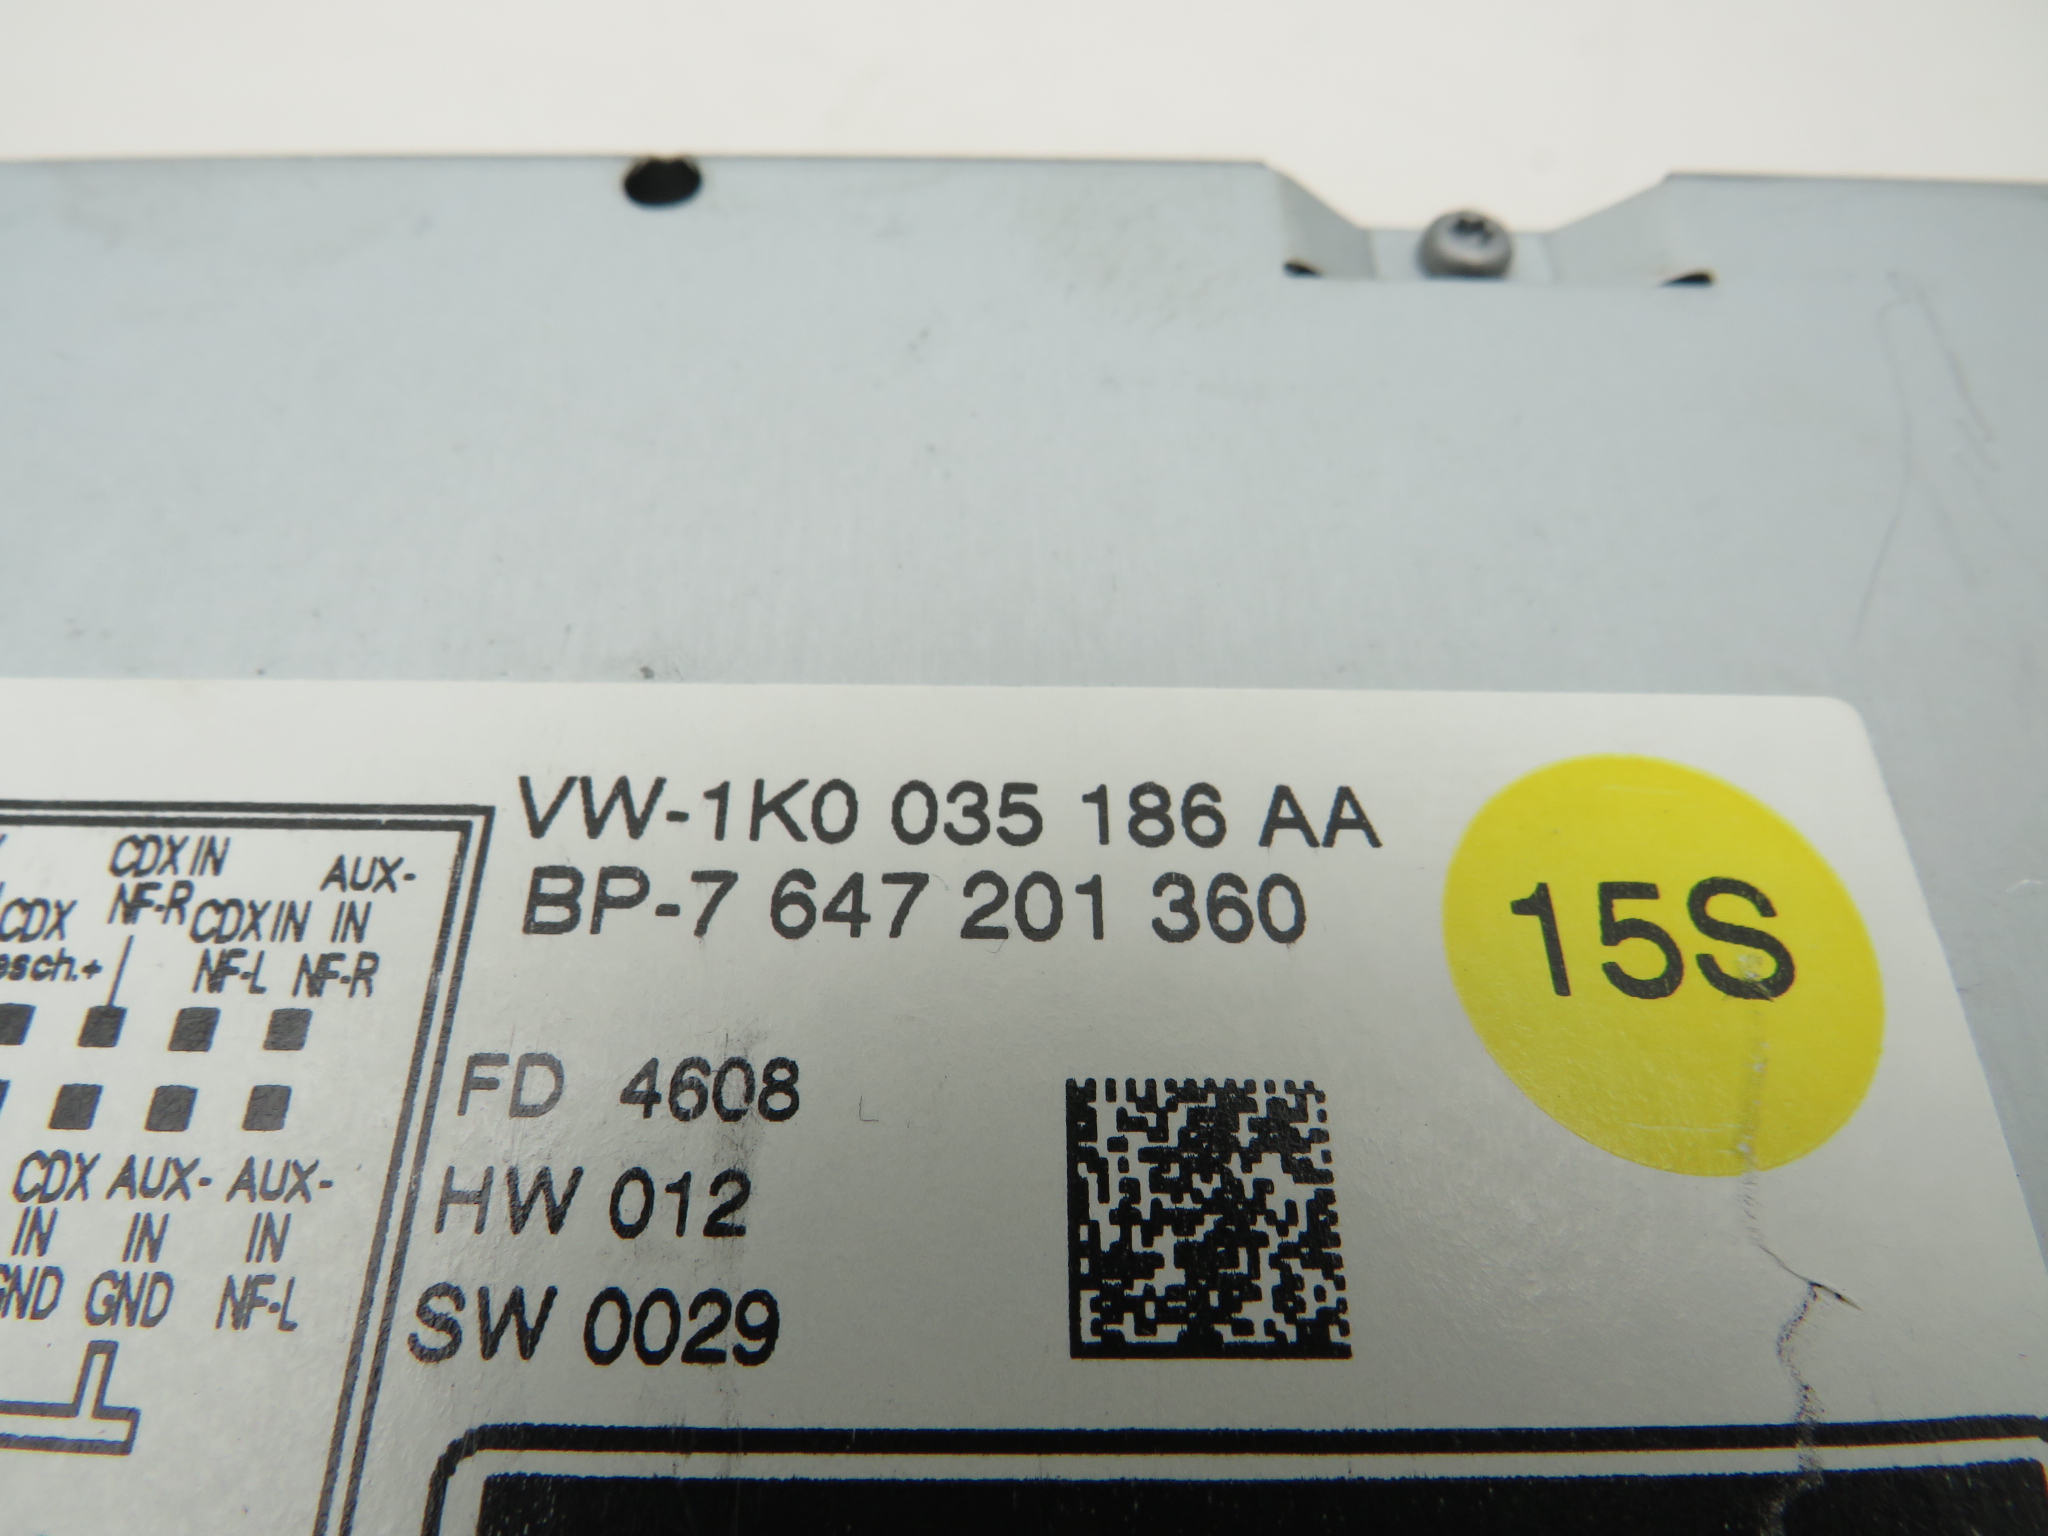 VW-1K0 035 186 AA
BP-7 647 201 360
15S
FD 4608
HW 012
SW 0029
CDX IN
NF-R
AUX-
IN
NF-R
CDX IN
NF-L
CDX
CDX
IN
GND
AUX-
IN
GND
AUX-
IN
NF-L